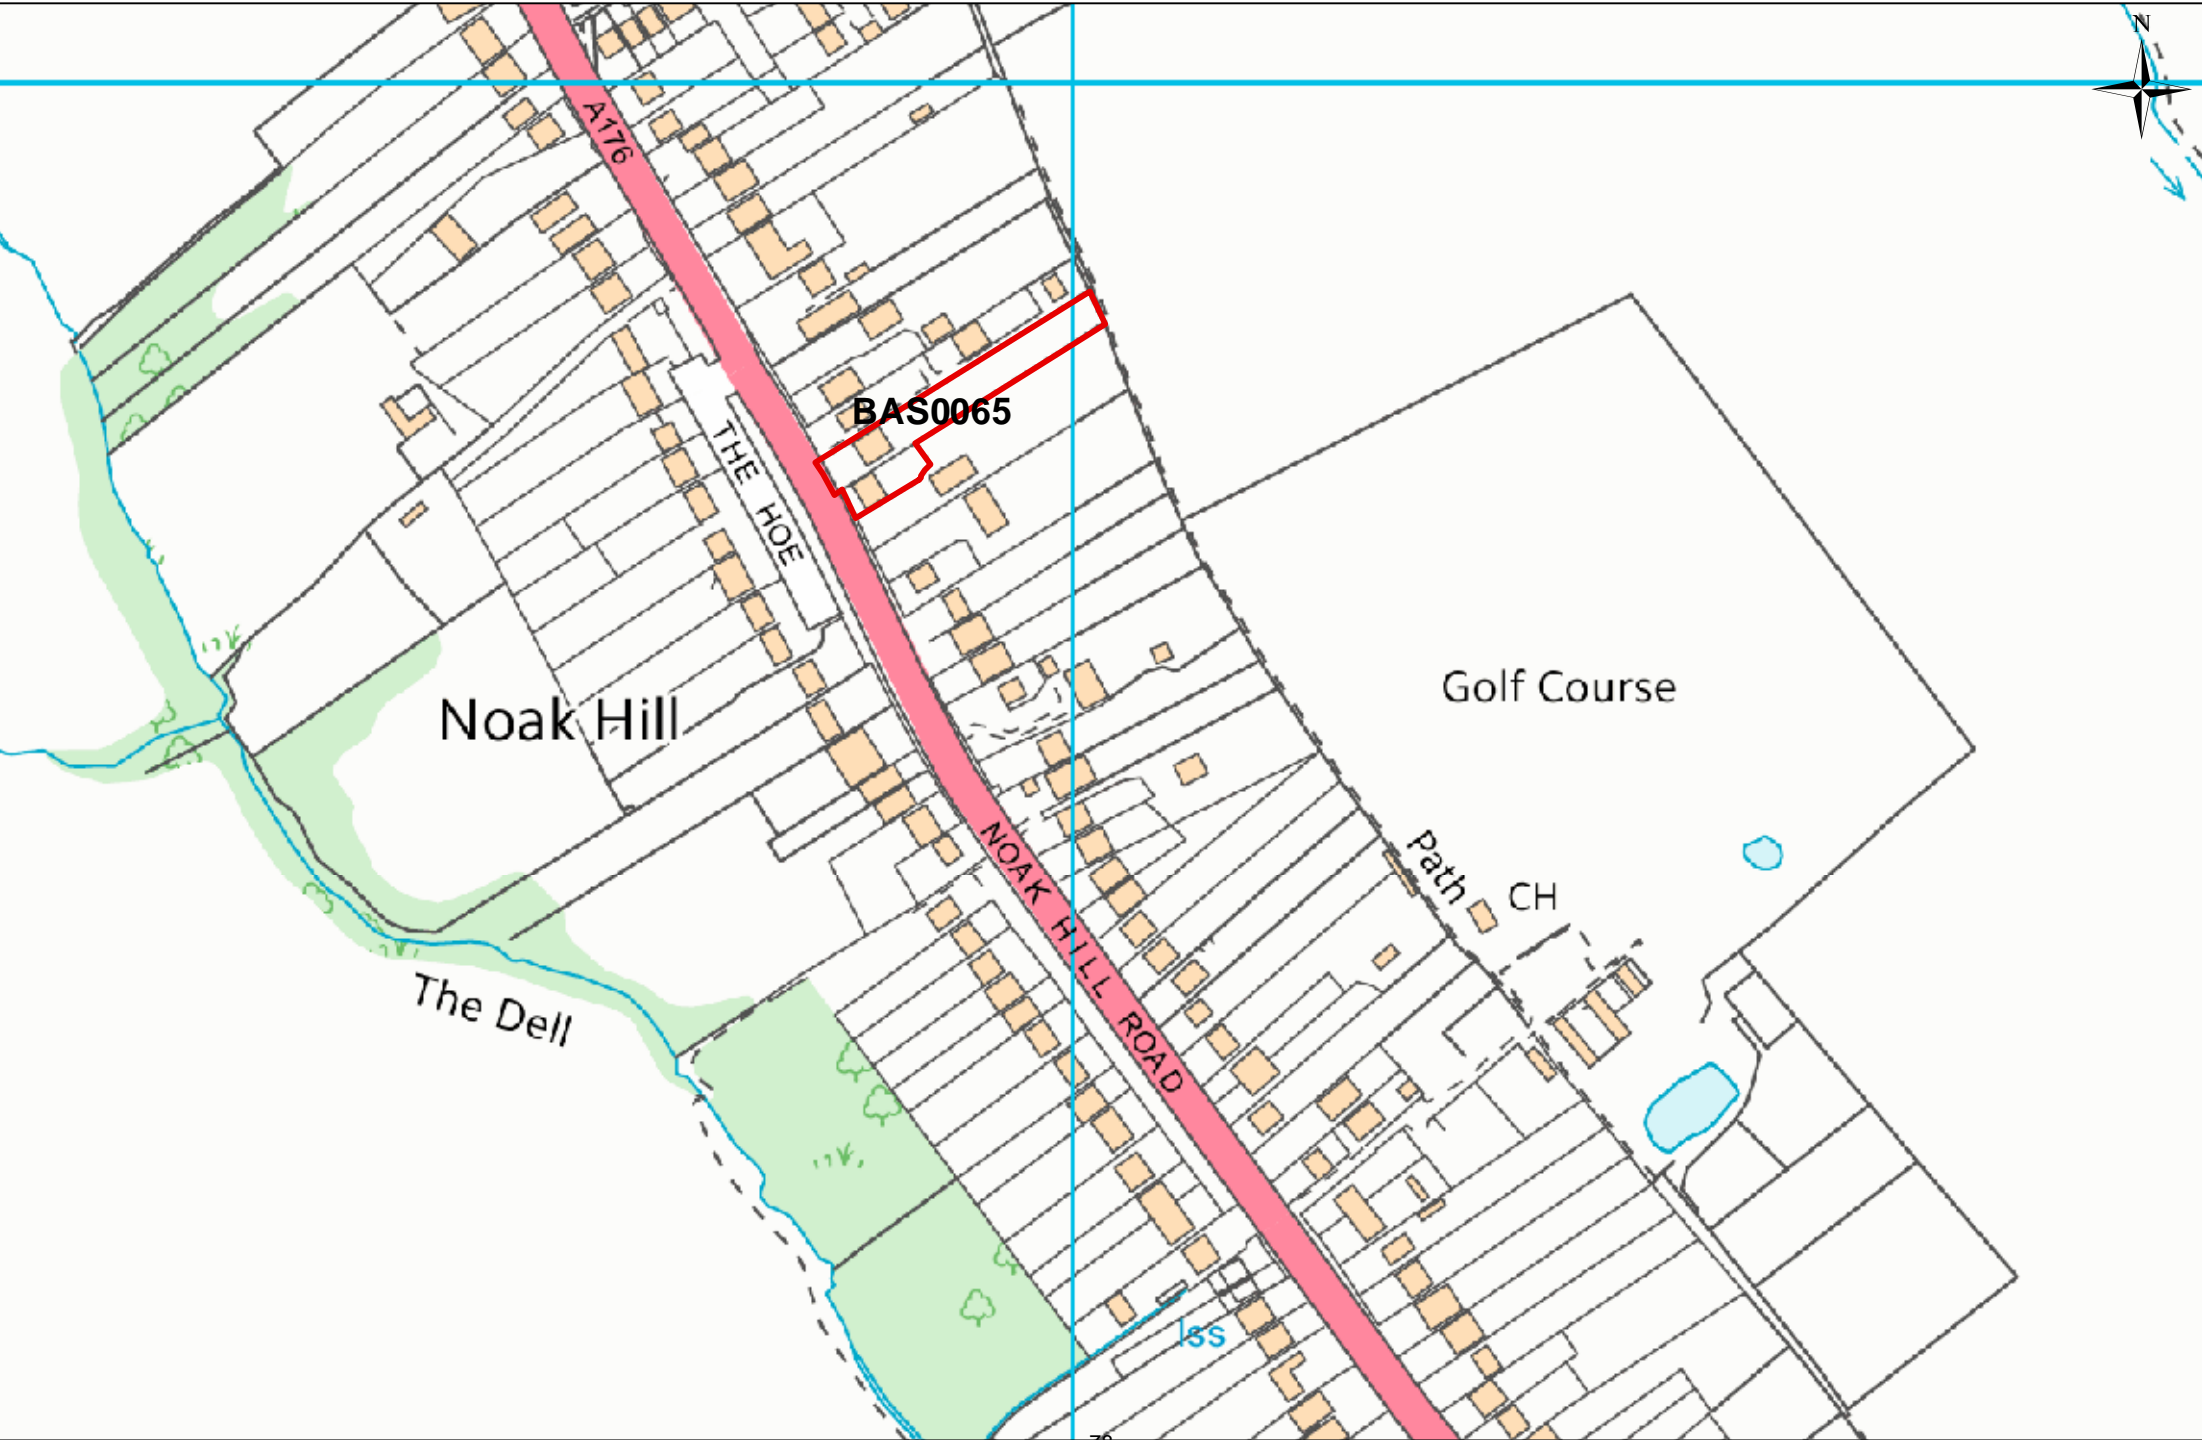 N
A176
BAS0065
THE HOE
Golf Course
Noak Hill
NOAK HILL ROAD
Path
CH
The Dell
Iss